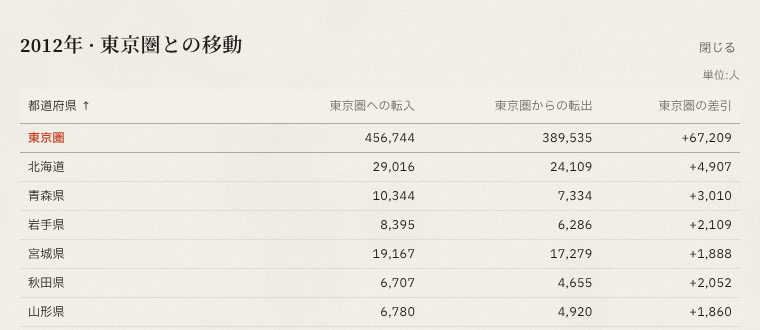 2012年 · 東京圏との移動
閉じる
単位:人
都道府県 ↑ 東京圏への転入 東京圏からの転出 東京圏の差引
東京圏 456,744 389,535 +67,209
北海道 29,016 24,109 +4,907
青森県 10,344 7,334 +3,010
岩手県 8,395 6,286 +2,109
宮城県 19,167 17,279 +1,888
秋田県 6,707 4,655 +2,052
山形県 6,780 4,920 +1,860